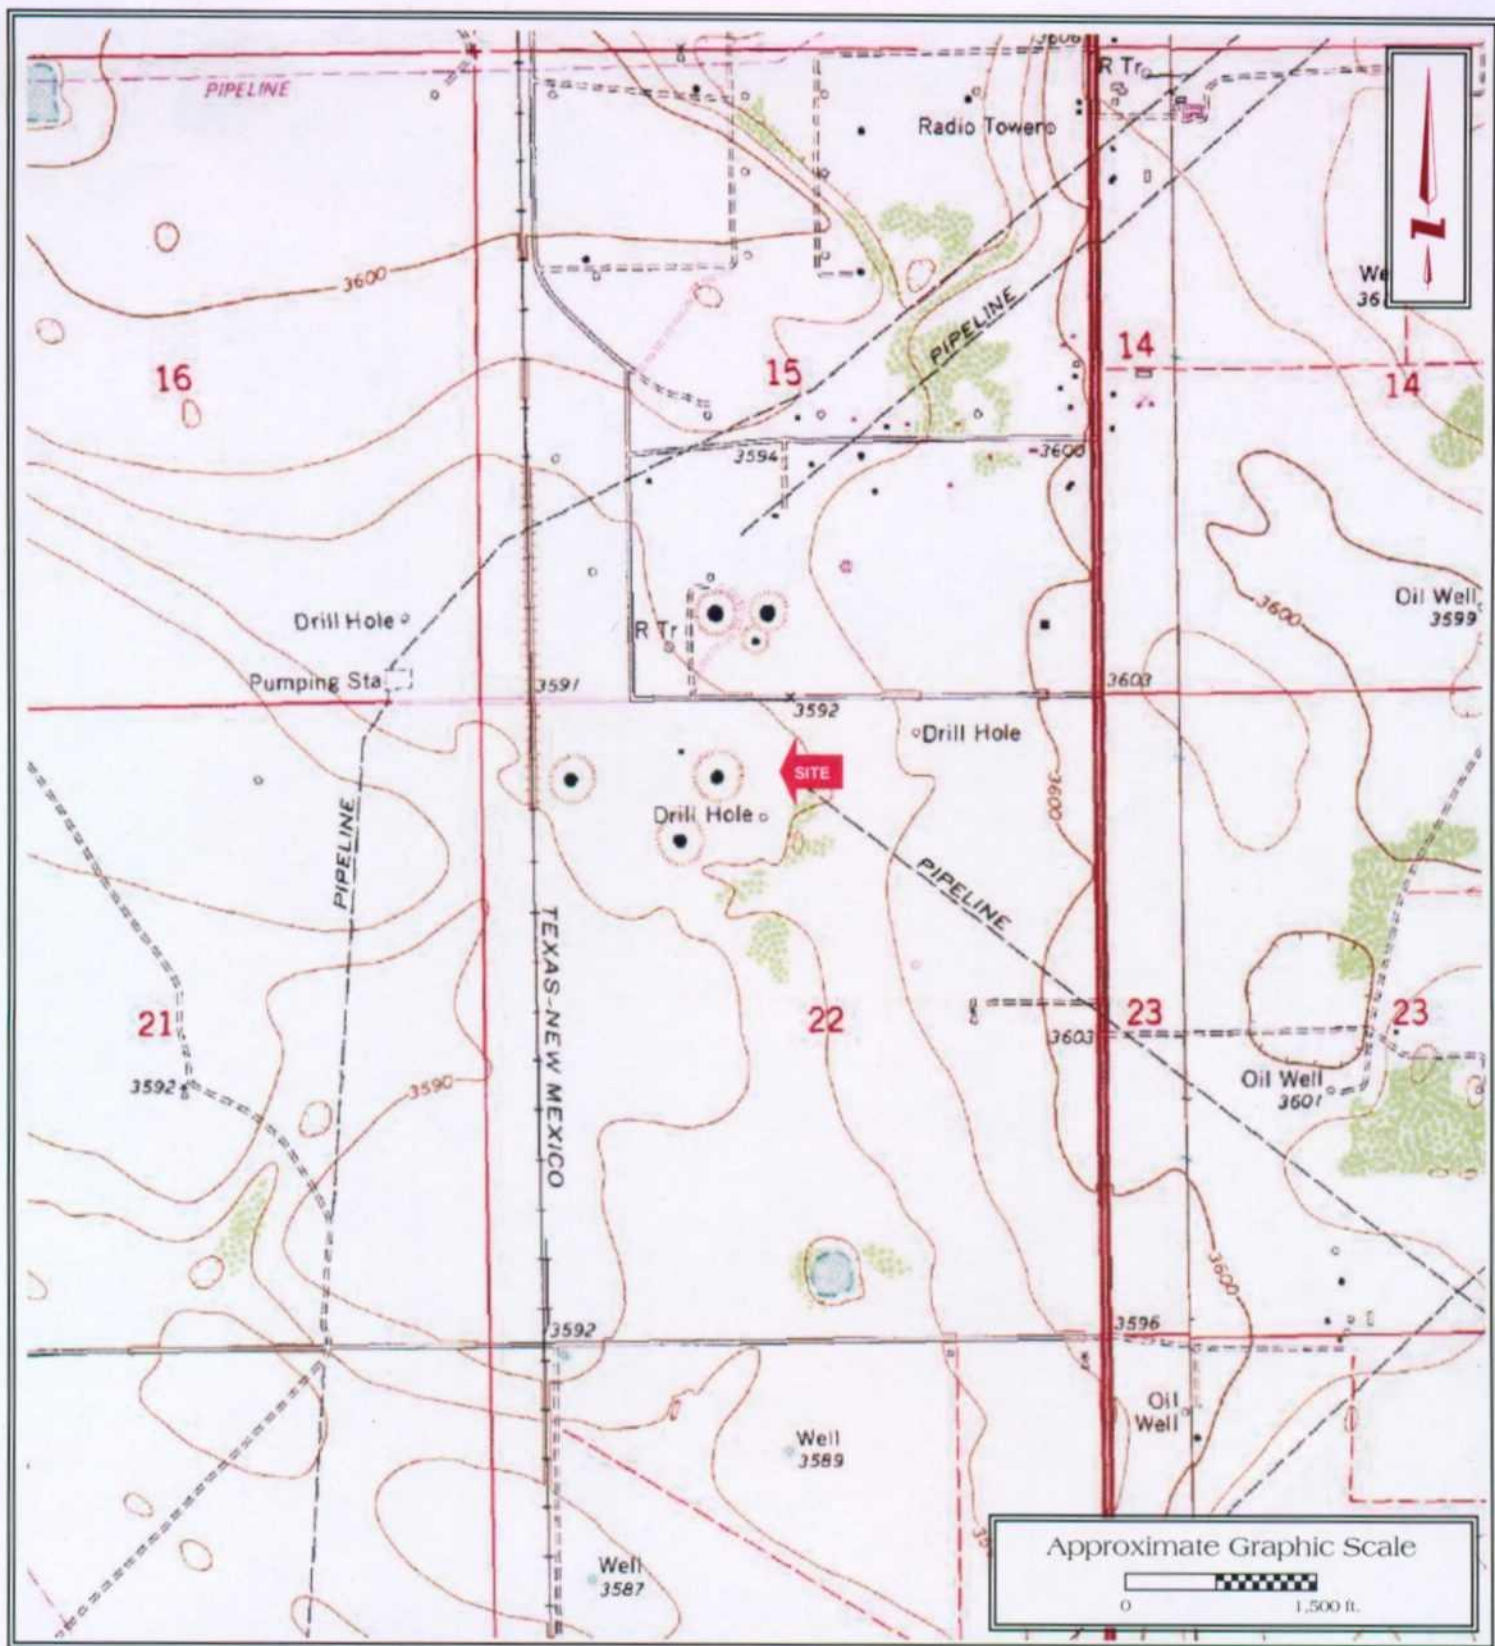 3606
PIPELINE
R Tr
Radio Tower
3600
PIPELINE
16
15
14
14
3594
3600
Drill Hole
R Tr
3600
Oil Well
3599
Pumping Sta
3591
3592
3603
Drill Hole
SITE
Drill Hole
3600
PIPELINE
PIPELINE
TEXAS-NEW MEXICO
21
22
23
23
3592
3590
3603
Oil Well
3601
3600
3592
3596
Oil
Well
Well
3589
Well
3587
Approximate Graphic Scale
0
1,500 ft.